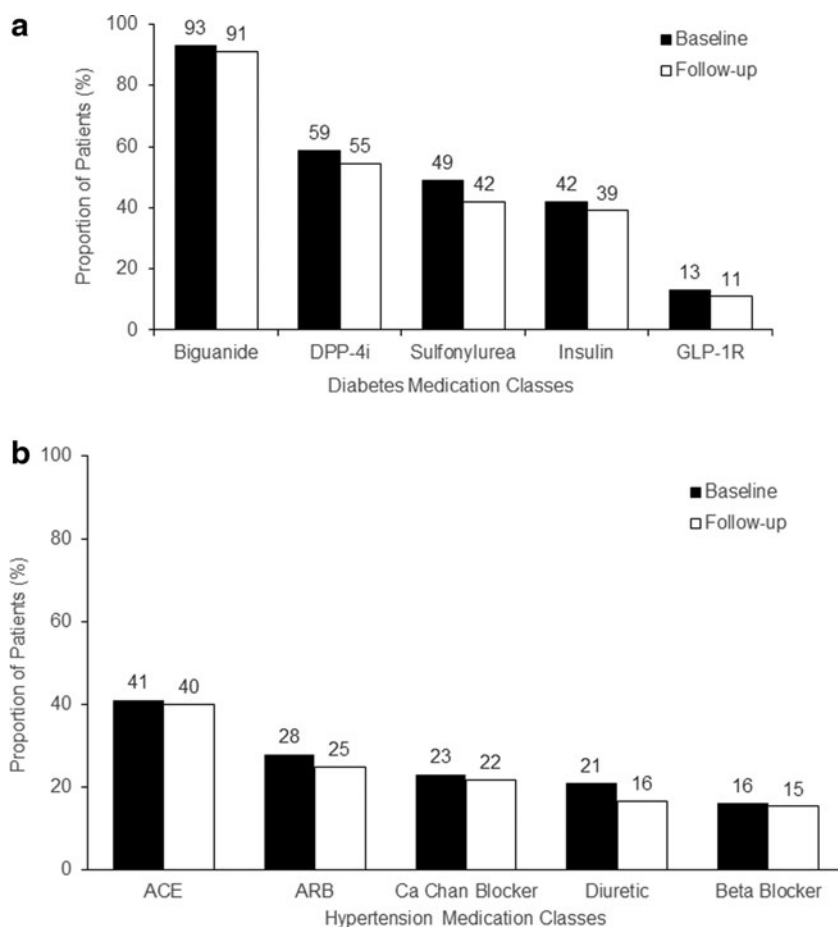 a
Proportion of Patients (%)
100
80
60
40
20
0
Baseline
Follow-up
93 91
59 55
49 42
42 39
13 11
Biguanide DPP-4i Sulfonylurea Insulin GLP-1R
Diabetes Medication Classes
b
Proportion of Patients (%)
100
80
60
40
20
0
Baseline
Follow-up
41 40
28 25
23 22
21 16
16 15
ACE ARB Ca Chan Blocker Diuretic Beta Blocker
Hypertension Medication Classes